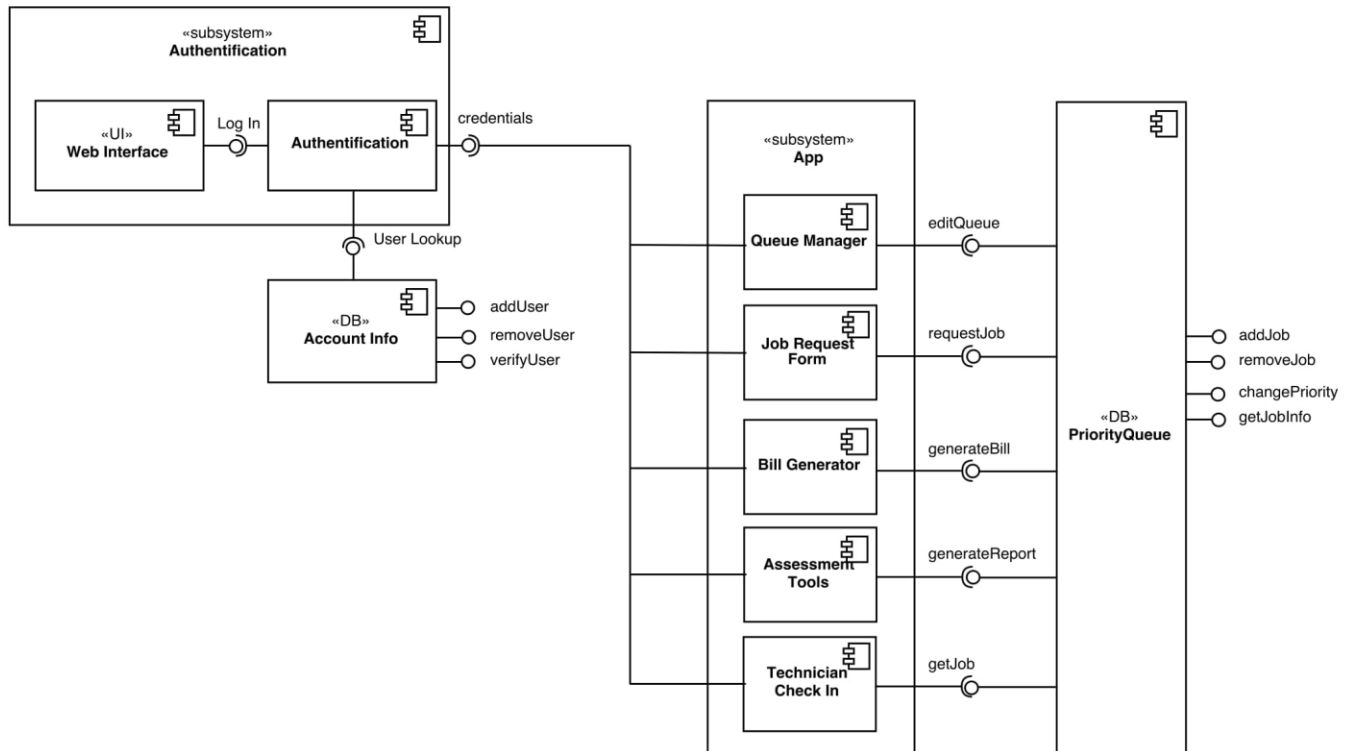 «subsystem»
Authentification
«UI»
Web Interface
Log In
Authentification
credentials
User Lookup
«DB»
Account Info
addUser
removeUser
verifyUser
«subsystem»
App
Queue Manager
editQueue
Job Request
Form
requestJob
Bill Generator
generateBill
Assessment
Tools
generateReport
Technician
Check In
getJob
«DB»
PriorityQueue
addJob
removeJob
changePriority
getJobInfo